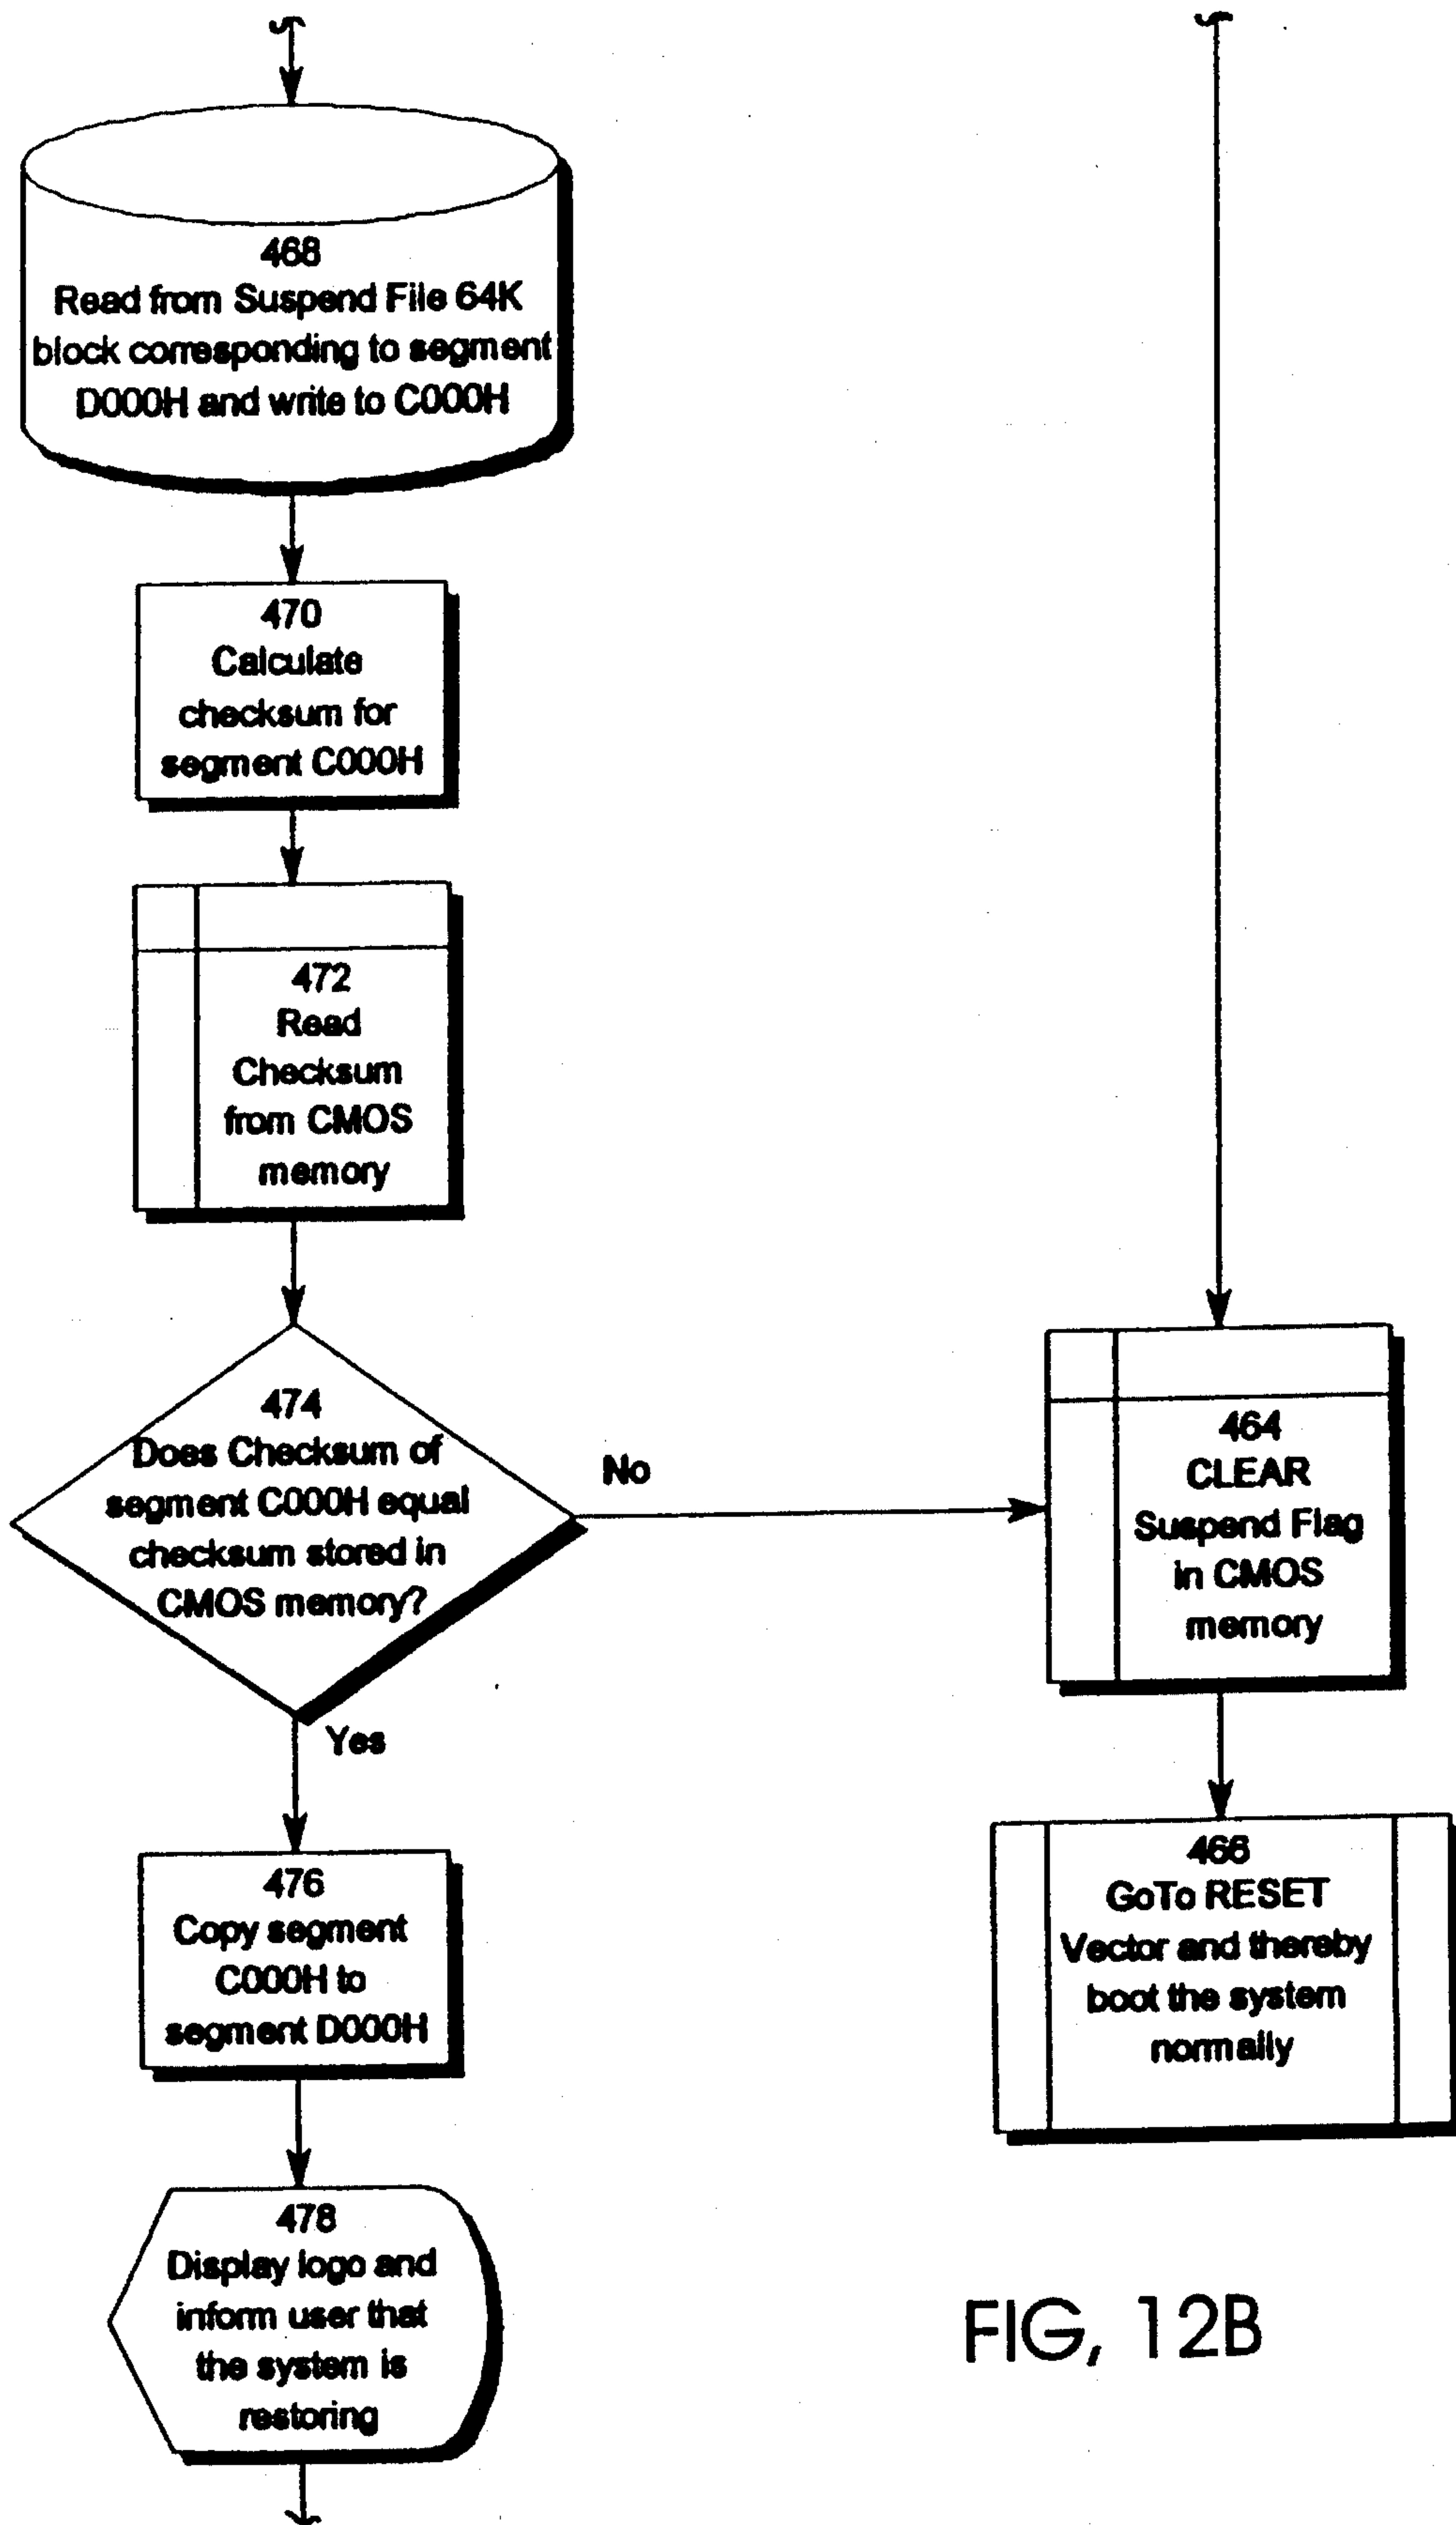 468
Read from Suspend File 64K
block corresponding to segment
D000H and write to C000H
470
Calculate
checksum for
segment C000H
472
Read
Checksum
from CMOS
memory
474
Does Checksum of
segment C000H equal
checksum stored in
CMOS memory?
No
Yes
464
CLEAR
Suspend Flag
in CMOS
memory
466
GoTo RESET
Vector and thereby
boot the system
normally
476
Copy segment
C000H to
segment D000H
478
Display logo and
inform user that
the system is
restoring
FIG, 12B